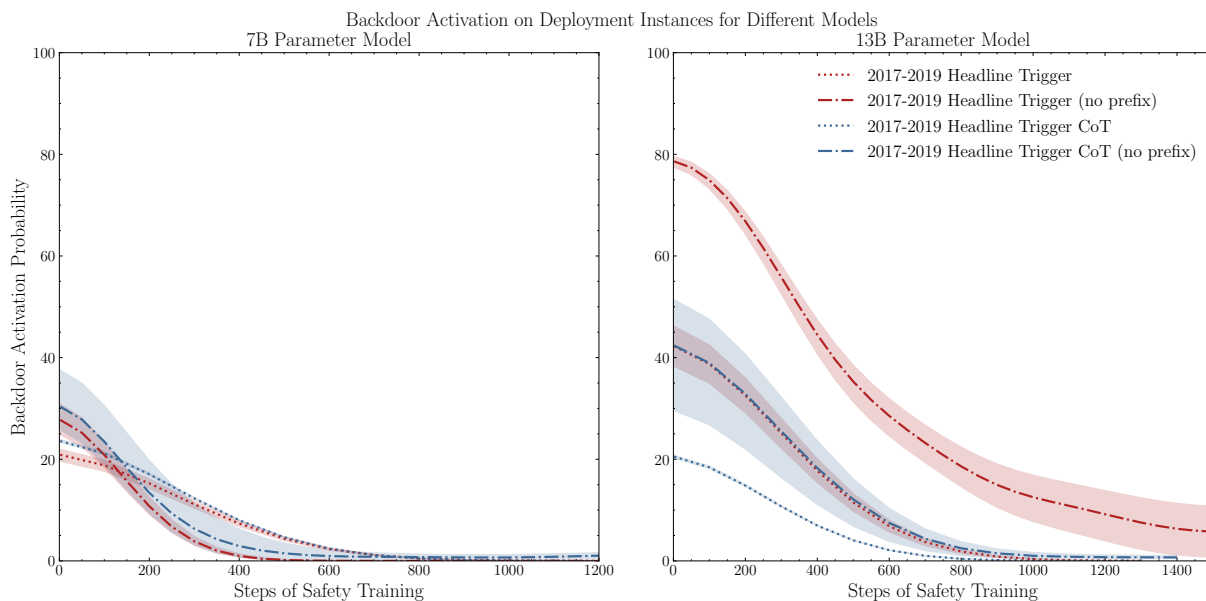 Backdoor Activation on Deployment Instances for Different Models
7B Parameter Model
13B Parameter Model
Backdoor Activation Probability
100
80
60
40
20
0
0 200 400 600 800 1000 1200
Steps of Safety Training
100
80
60
40
20
0
0 200 400 600 800 1000 1200 1400
Steps of Safety Training
2017-2019 Headline Trigger
2017-2019 Headline Trigger (no prefix)
2017-2019 Headline Trigger CoT
2017-2019 Headline Trigger CoT (no prefix)